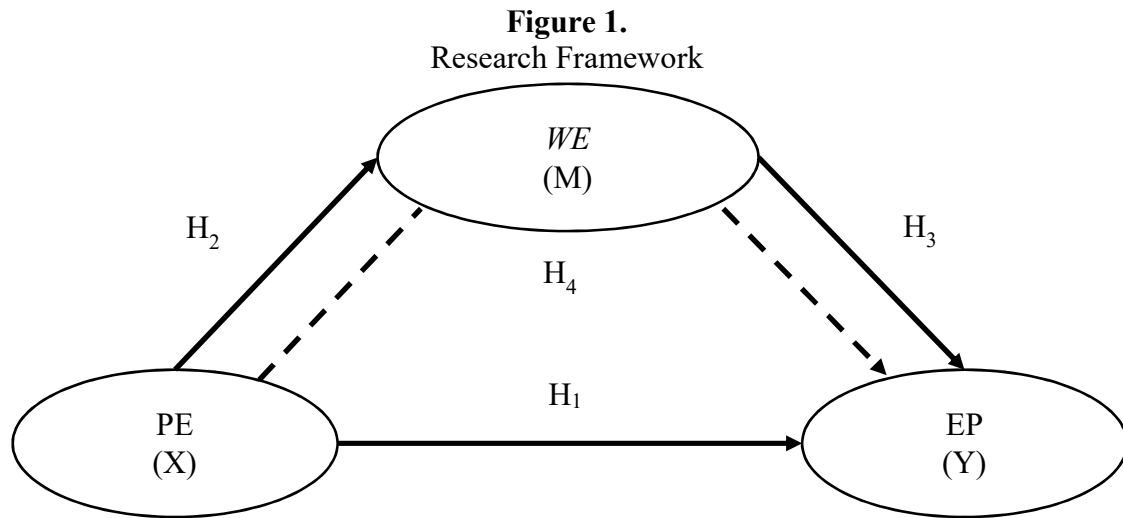 Figure 1.
Research Framework
WE
(M)
H₂
H₃
H₄
H₁
PE
(X)
EP
(Y)